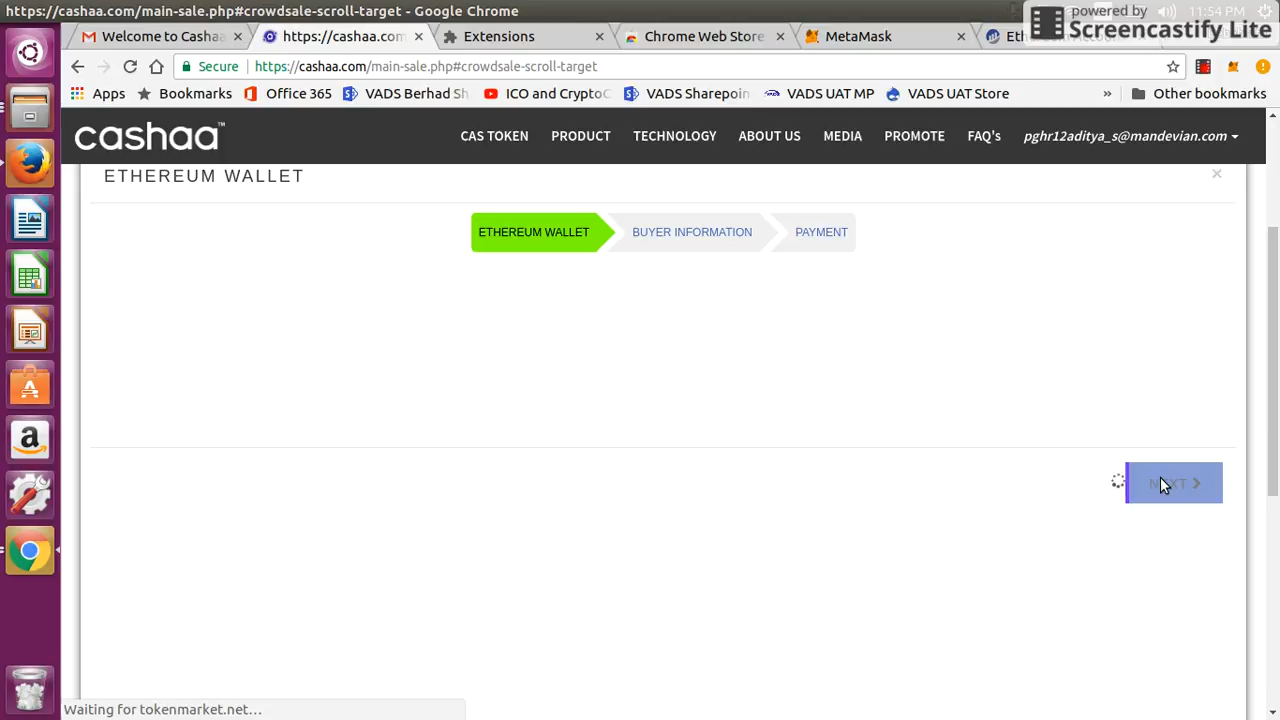 https://cashaa.com/main-sale.php#crowdsale-scroll-target - Google Chrome
11:54 PM
powered by
Screencastify Lite
Welcome to Cashaa
https://cashaa.com
Extensions
Chrome Web Store
MetaMask
Secure
https://cashaa.com/main-sale.php#crowdsale-scroll-target
Apps
Bookmarks
Office 365
VADS Berhad Sh
ICO and CryptoC
VADS Sharepoin
VADS UAT MP
VADS UAT Store
»
Other bookmarks
cashaa™
CAS TOKEN
PRODUCT
TECHNOLOGY
ABOUT US
MEDIA
PROMOTE
FAQ's
pghr12aditya_s@mandevian.com
ETHEREUM WALLET
×
ETHEREUM WALLET
BUYER INFORMATION
PAYMENT
NEXT
Waiting for tokenmarket.net…